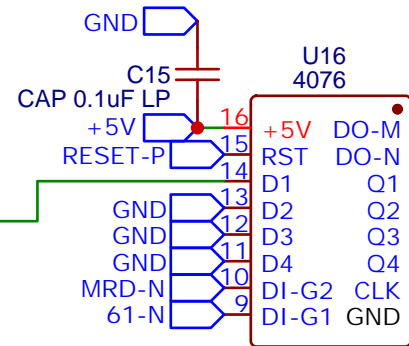 GND
C15
CAP 0.1uF LP
U16
4076
+5V 16 +5V DO-M
RESET-P 15 RST DO-N
14 D1 Q1
GND 13 D2 Q2
GND 12 D3 Q3
GND 11 D4 Q4
MRD-N 10 DI-G2 CLK
61-N 9 DI-G1 GND